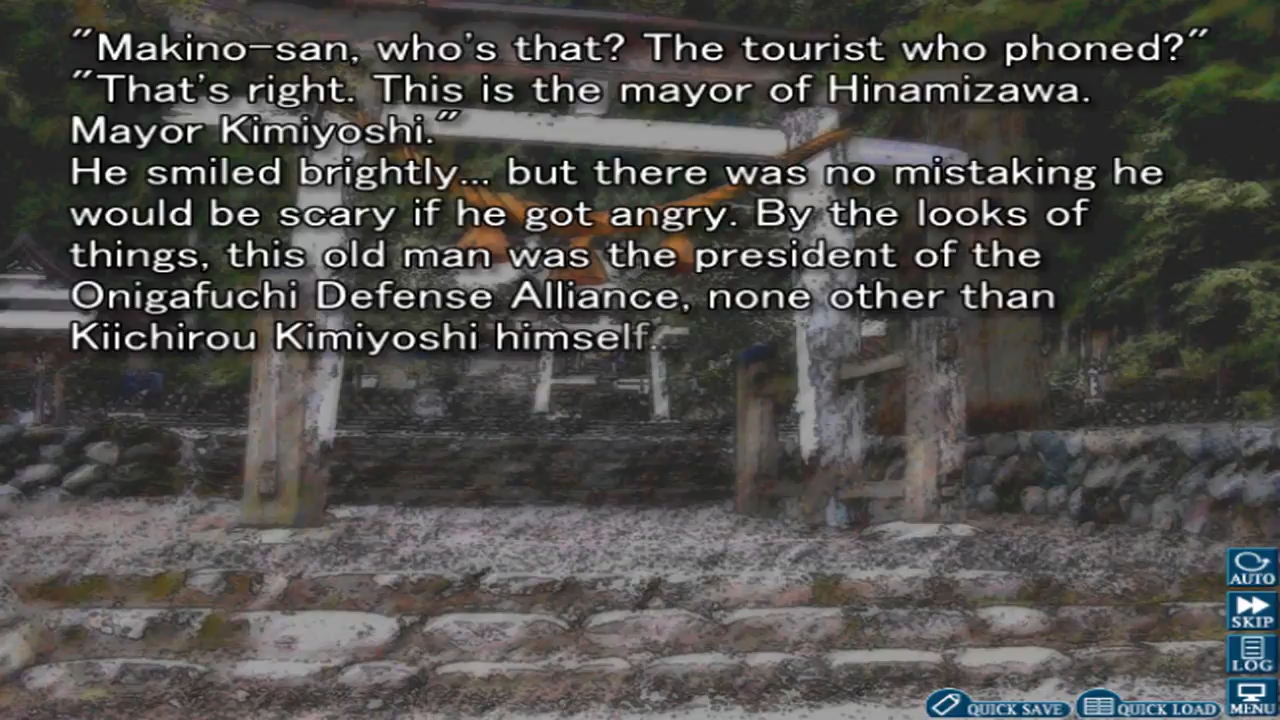 "Makino-san, who's that? The tourist who phoned?"
"That's right. This is the mayor of Hinamizawa.
Mayor Kimiyoshi."
He smiled brightly... but there was no mistaking he
would be scary if he got angry. By the looks of
things, this old man was the president of the
Onigafuchi Defense Alliance, none other than
Kiichirou Kimiyoshi himself.
AUTO
SKIP
LOG
QUICK SAVE
QUICK LOAD
MENU